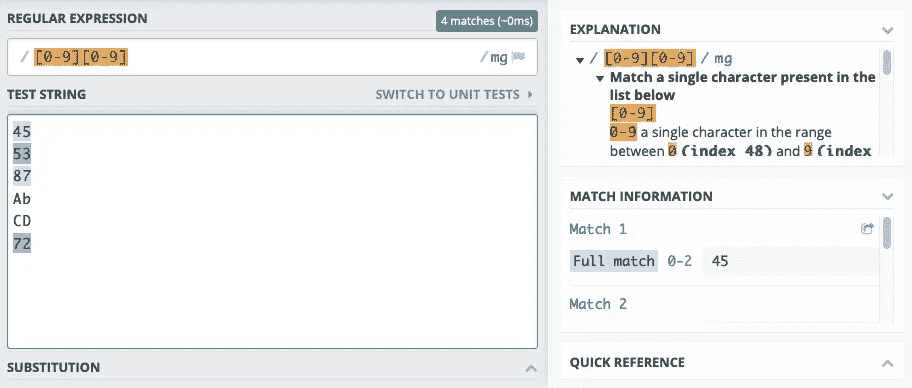 REGULAR EXPRESSION
4 matches (~0ms)
/ [0-9][0-9] / mg
TEST STRING
SWITCH TO UNIT TESTS
45
53
87
Ab
CD
72
SUBSTITUTION
EXPLANATION
/ [0-9][0-9] / mg
Match a single character present in the
list below
[0-9]
0-9 a single character in the range
between 0 (index 48) and 9 (index
MATCH INFORMATION
Match 1
Full match 0-2 45
Match 2
QUICK REFERENCE